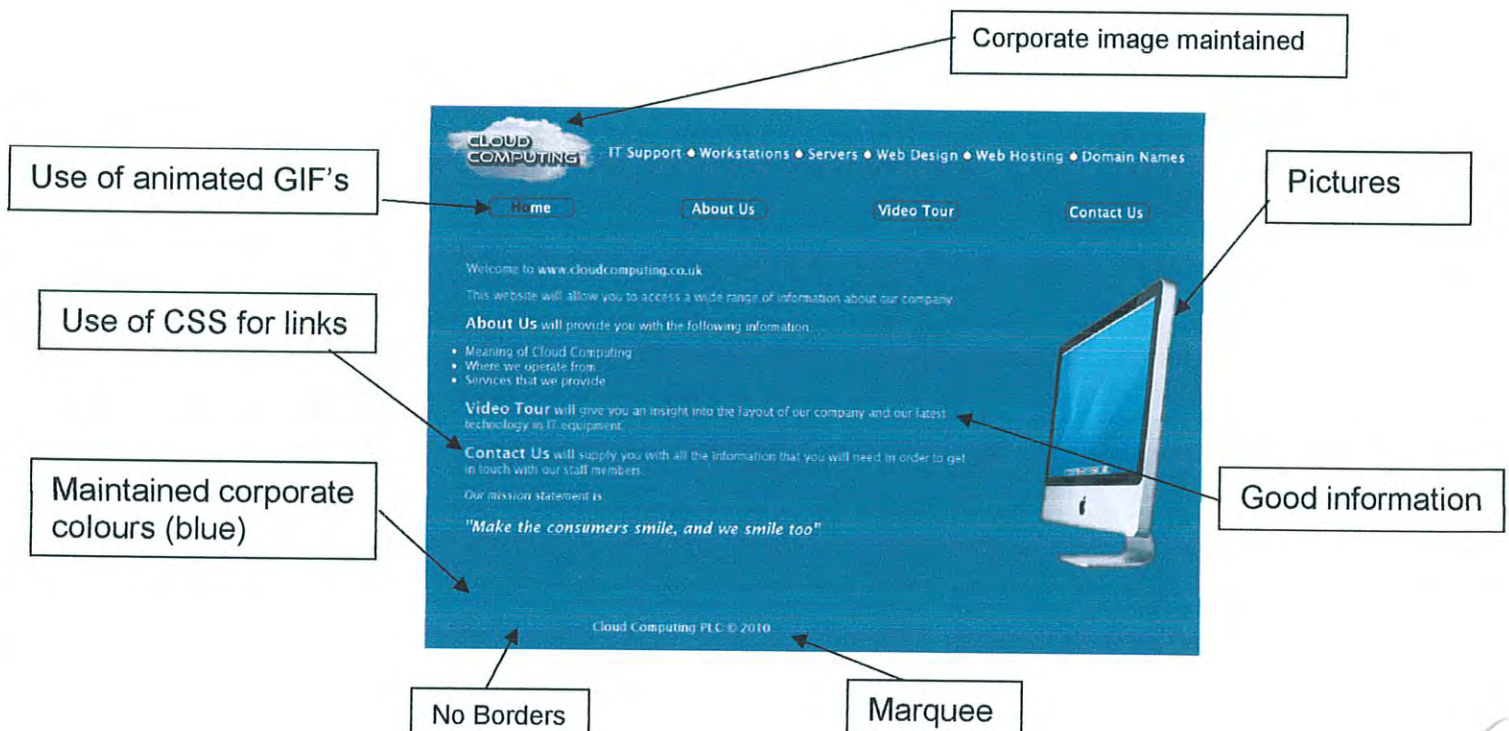 Corporate image maintained
CLOUD
COMPUTING
IT Support • Workstations • Servers • Web Design • Web Hosting • Domain Names
Use of animated GIF's
Pictures
Home
About Us
Video Tour
Contact Us
Welcome to www.cloudcomputing.co.uk
This website will allow you to access a wide range of information about our company
About Us will provide you with the following information...
Use of CSS for links
• Meaning of Cloud Computing
• Where we operate from
• Services that we provide
Video Tour will give you an insight into the layout of our company and our latest
technology in IT equipment.
Contact Us will supply you with all the information that you will need in order to get
in touch with our staff members.
Maintained corporate
colours (blue)
Good information
Our mission statement is:
"Make the consumers smile, and we smile too"
Cloud Computing PLC © 2010
No Borders
Marquee